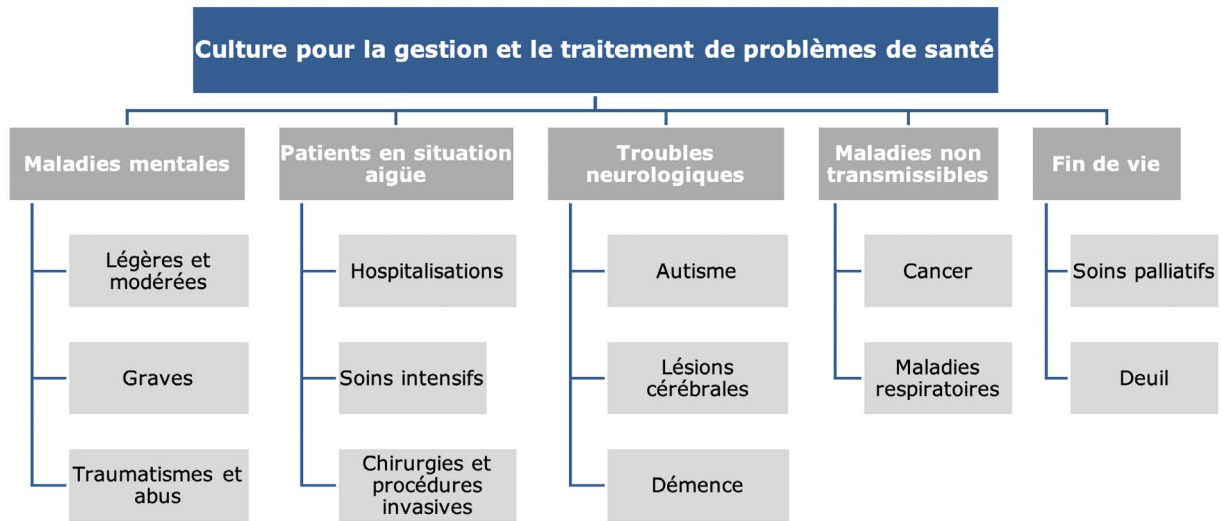 Culture pour la gestion et le traitement de problèmes de santé
Maladies mentales
Légères et
modérées
Graves
Traumatismes et
abus
Patients en situation
aigüe
Hospitalisations
Soins intensifs
Chirurgies et
procédures
invasives
Troubles
neurologiques
Autisme
Lésions
cérébrales
Démence
Maladies non
transmissibles
Cancer
Maladies
respiratoires
Fin de vie
Soins palliatifs
Deuil